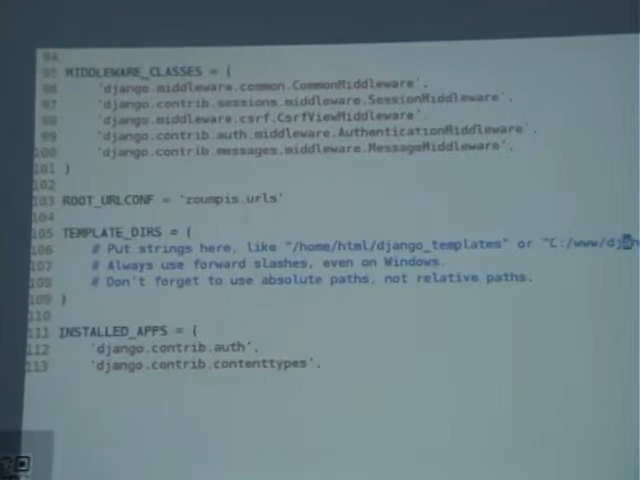 94
95 MIDDLEWARE_CLASSES = (
96 'django.middleware.common.CommonMiddleware',
97 'django.contrib.sessions.middleware.SessionMiddleware',
98 'django.middleware.csrf.CsrfViewMiddleware',
99 'django.contrib.auth.middleware.AuthenticationMiddleware',
100 'django.contrib.messages.middleware.MessageMiddleware',
101 )
102
103 ROOT_URLCONF = 'zoumpis.urls'
104
105 TEMPLATE_DIRS = (
106 # Put strings here, like "/home/html/django_templates" or "C:/www/djan
107 # Always use forward slashes, even on Windows.
108 # Don't forget to use absolute paths, not relative paths.
109 )
110
111 INSTALLED_APPS = (
112 'django.contrib.auth',
113 'django.contrib.contenttypes',